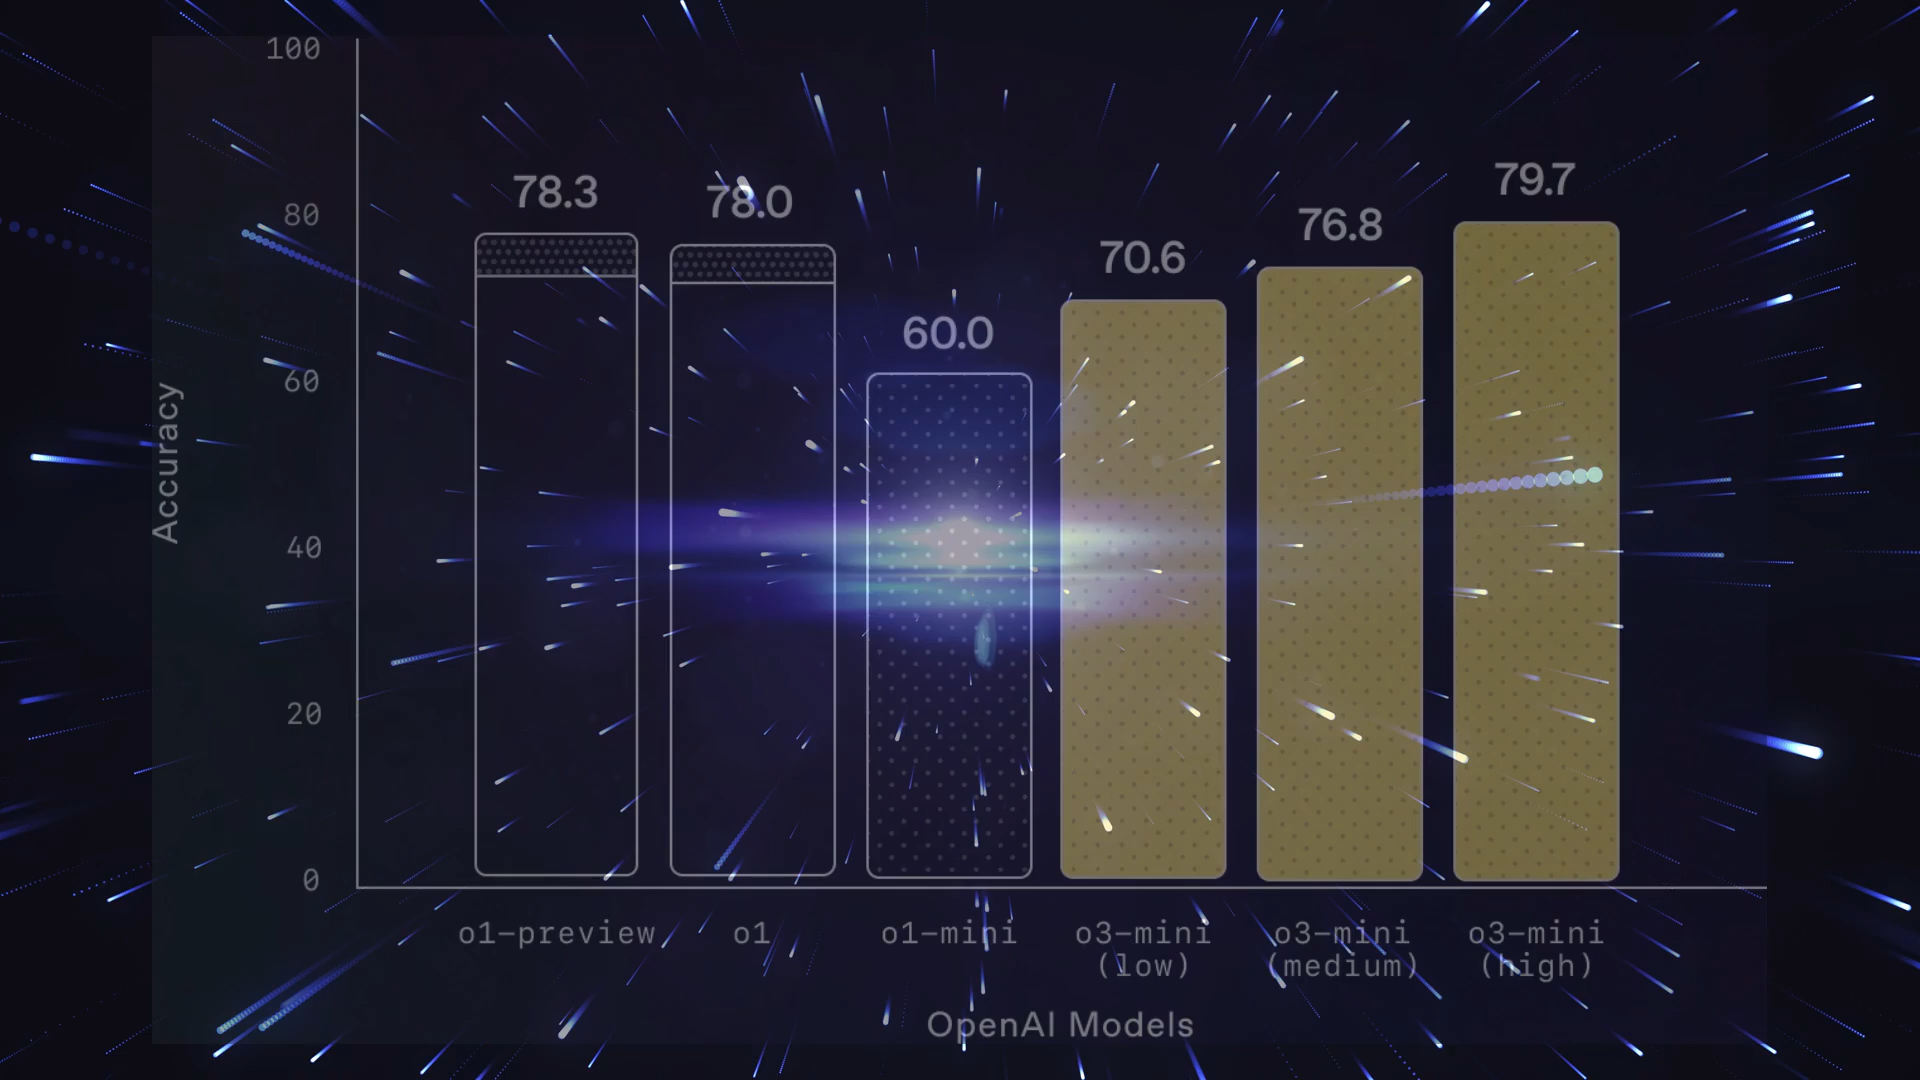 100
80
60
40
20
0
Accuracy
78.3
78.0
60.0
70.6
76.8
79.7
o1-preview
o1
o1-mini
o3-mini
(low)
o3-mini
(medium)
o3-mini
(high)
OpenAI Models